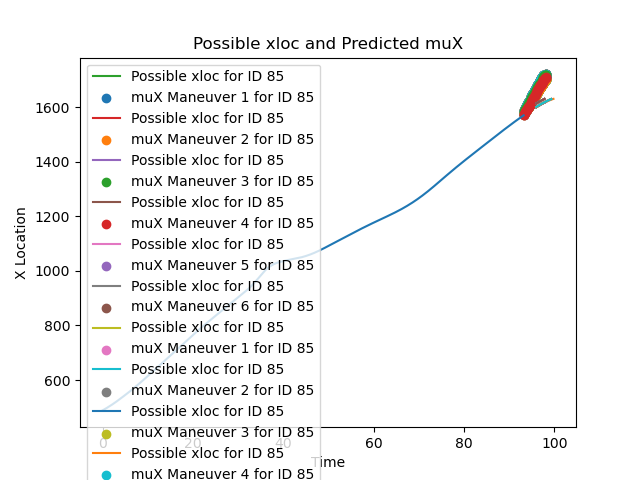 Possible xloc and Predicted muX
X Location
1600
1400
1200
1000
800
600
Possible xloc for ID 85
muX Maneuver 1 for ID 85
Possible xloc for ID 85
muX Maneuver 2 for ID 85
Possible xloc for ID 85
muX Maneuver 3 for ID 85
Possible xloc for ID 85
muX Maneuver 4 for ID 85
Possible xloc for ID 85
muX Maneuver 5 for ID 85
Possible xloc for ID 85
muX Maneuver 6 for ID 85
Possible xloc for ID 85
muX Maneuver 1 for ID 85
Possible xloc for ID 85
muX Maneuver 2 for ID 85
Possible xloc for ID 85
muX Maneuver 3 for ID 85
Possible xloc for ID 85
muX Maneuver 4 for ID 85
0 20 40 60 80 100
Time